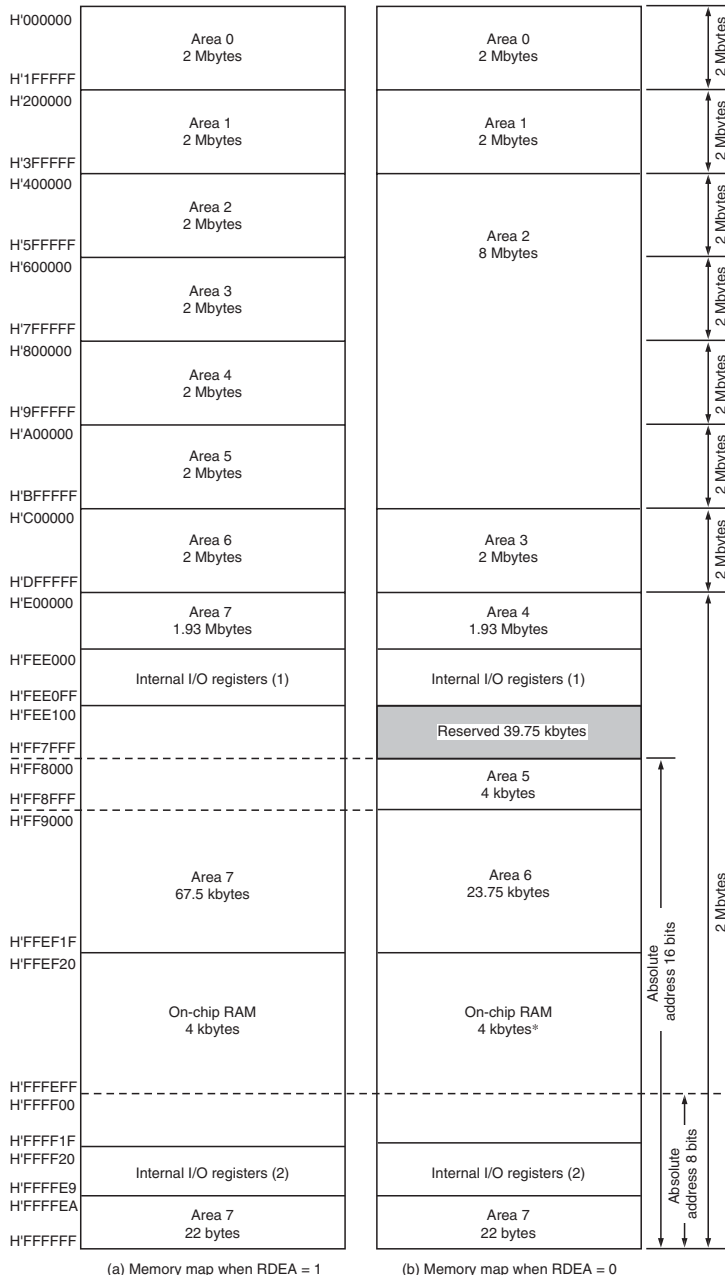 H'000000
H'1FFFFF
H'200000
H'3FFFFF
H'400000
H'5FFFFF
H'600000
H'7FFFFF
H'800000
H'9FFFFF
H'A00000
H'BFFFFF
H'C00000
H'DFFFFF
H'E00000
H'FEE000
H'FEE0FF
H'FEE100
H'FF7FFF
H'FF8000
H'FF8FFF
H'FF9000
H'FFEF1F
H'FFEF20
H'FFFEFF
H'FFFF00
H'FFFF1F
H'FFFF20
H'FFFFE9
H'FFFFEA
H'FFFFFF
Area 0
2 Mbytes
Area 1
2 Mbytes
Area 2
2 Mbytes
Area 3
2 Mbytes
Area 4
2 Mbytes
Area 5
2 Mbytes
Area 6
2 Mbytes
Area 7
1.93 Mbytes
Internal I/O registers (1)
Area 7
67.5 kbytes
On-chip RAM
4 kbytes
Internal I/O registers (2)
Area 7
22 bytes
(a) Memory map when RDEA = 1
Area 0
2 Mbytes
Area 1
2 Mbytes
Area 2
8 Mbytes
Area 3
2 Mbytes
Area 4
1.93 Mbytes
Internal I/O registers (1)
Reserved 39.75 kbytes
Area 5
4 kbytes
Area 6
23.75 kbytes
On-chip RAM
4 kbytes*
Internal I/O registers (2)
Area 7
22 bytes
(b) Memory map when RDEA = 0
2 Mbytes
2 Mbytes
2 Mbytes
2 Mbytes
2 Mbytes
2 Mbytes
2 Mbytes
2 Mbytes
Absolute
address 16 bits
Absolute
address 8 bits